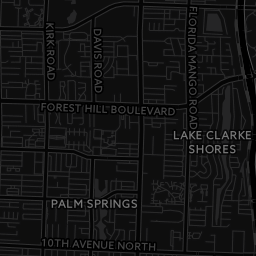 KIRK ROAD
DAVIS ROAD
FLORIDA MANGO ROAD
FOREST HILL BOULEVARD
LAKE CLARKE
SHORES
PALM SPRINGS
10TH AVENUE NORTH